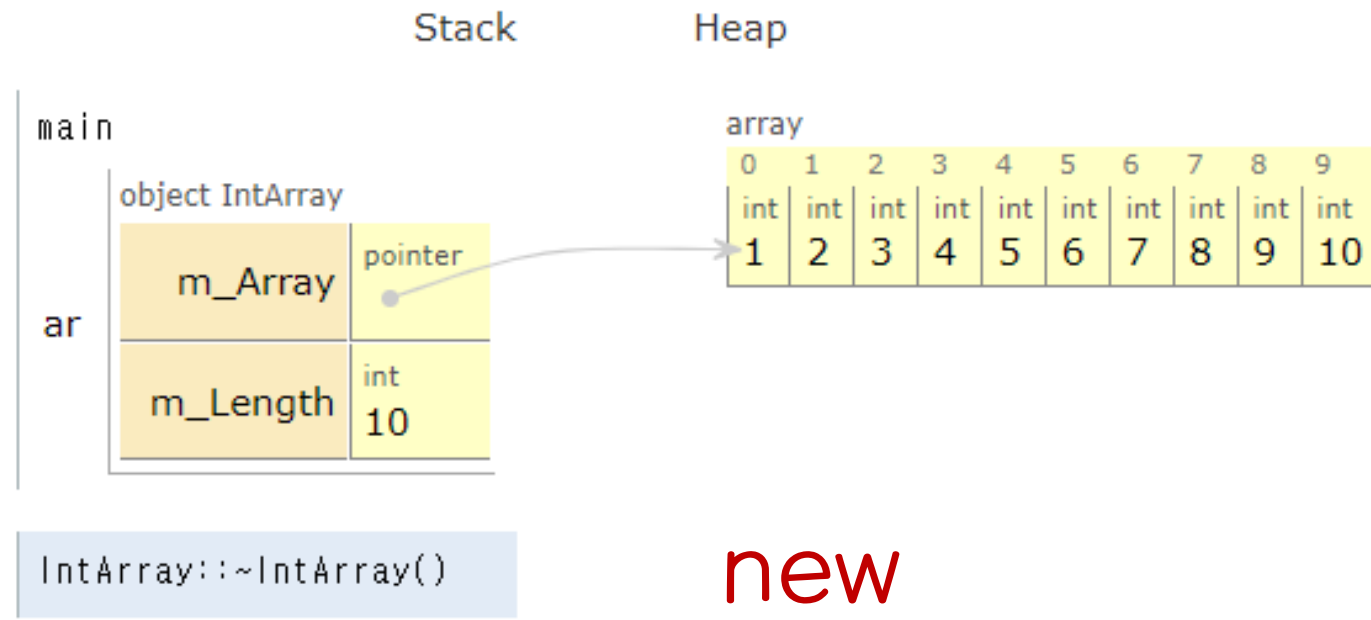 Stack Heap
main
array
0 1 2 3 4 5 6 7 8 9
object IntArray
int int int int int int int int int int
1 2 3 4 5 6 7 8 9 10
pointer
m_Array
ar
int
m_Length
10
IntArray::~IntArray()
new